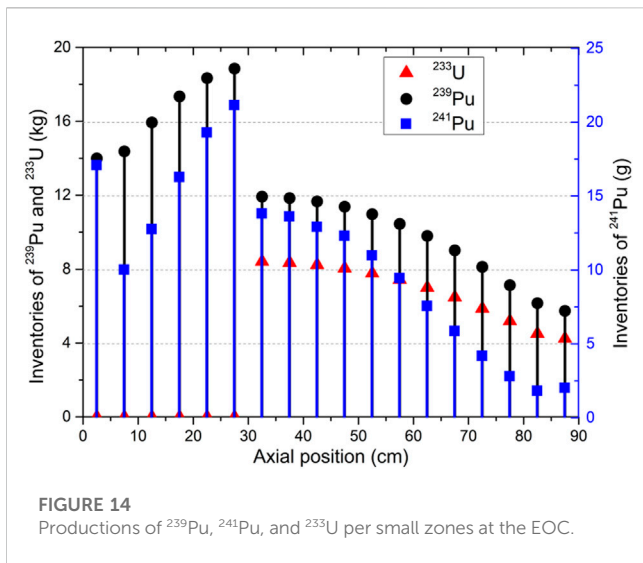 Inventories of ²³⁹Pu and ²³³U (kg)
20
16
12
8
4
0
²³³U
²³⁹Pu
²⁴¹Pu
25
20
15
10
5
0
Inventories of ²⁴¹Pu (g)
0 10 20 30 40 50 60 70 80 90
Axial position (cm)
FIGURE 14
Productions of ²³⁹Pu, ²⁴¹Pu, and ²³³U per small zones at the EOC.